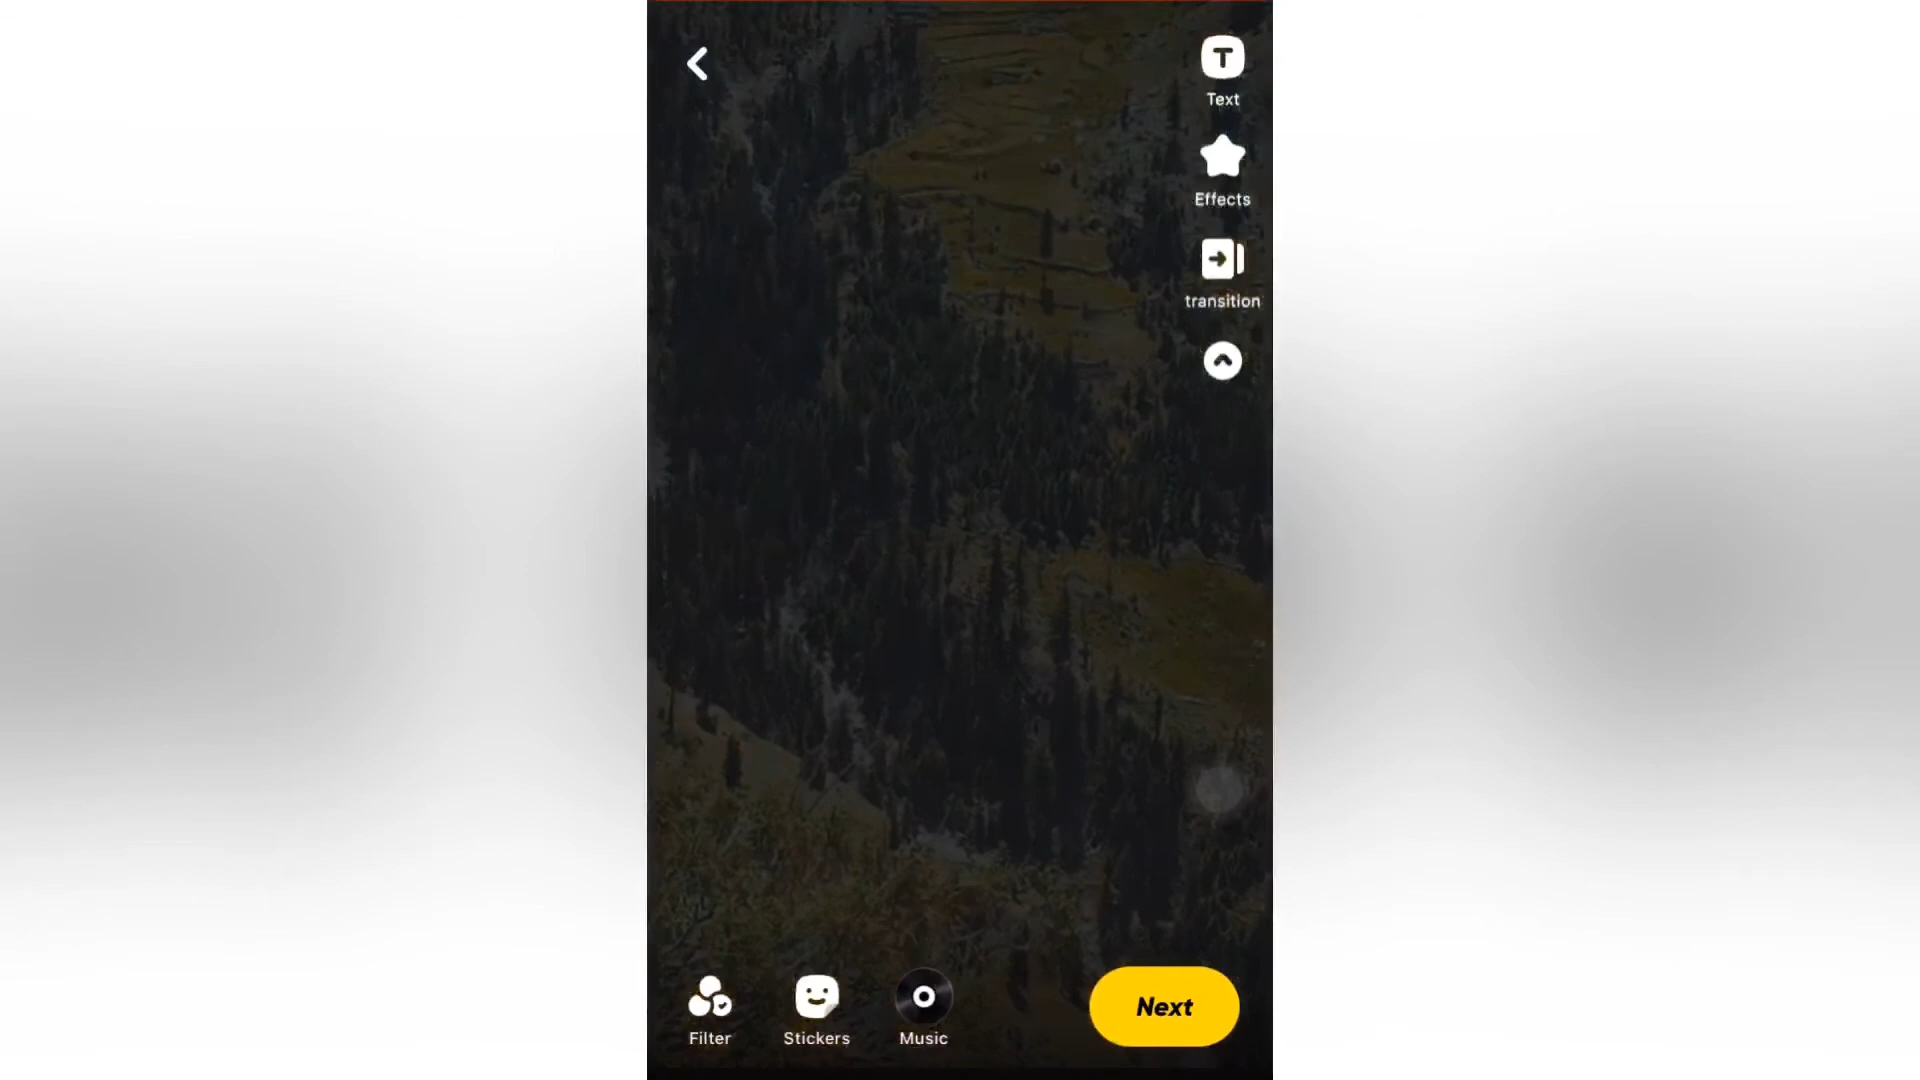 T
Text
Effects
transition
Filter
Stickers
Music
Next